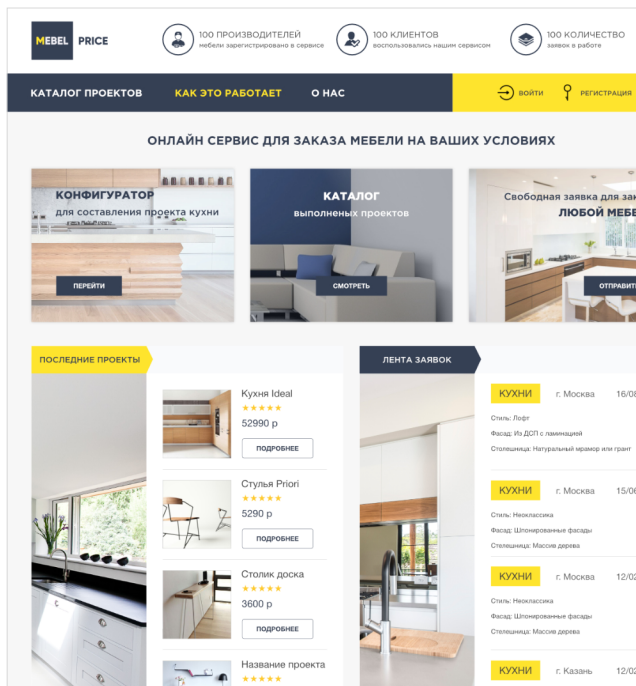 MEBEL PRICE
100 ПРОИЗВОДИТЕЛЕЙ
мебели зарегистрировано в сервисе
100 КЛИЕНТОВ
воспользовались нашим сервисом
100 КОЛИЧЕСТВО
заявок в работе
КАТАЛОГ ПРОЕКТОВ
КАК ЭТО РАБОТАЕТ
О НАС
ВОЙТИ
РЕГИСТРАЦИЯ
ОНЛАЙН СЕРВИС ДЛЯ ЗАКАЗА МЕБЕЛИ НА ВАШИХ УСЛОВИЯХ
КОНФИГУРАТОР
для составления проекта кухни
ПЕРЕЙТИ
КАТАЛОГ
выполненых проектов
СМОТРЕТЬ
Свободная заявка для зак
ЛЮБОЙ МЕБЕ
ОТПРАВИТ
ПОСЛЕДНИЕ ПРОЕКТЫ
Кухня Ideal
52990 р
ПОДРОБНЕЕ
Стулья Priori
5290 р
ПОДРОБНЕЕ
Столик доска
3600 р
ПОДРОБНЕЕ
Название проекта
ЛЕНТА ЗАЯВОК
КУХНИ г. Москва 16/08
Стиль: Лофт
Фасад: Из ДСП с ламинацией
Столешница: Натуральный мрамор или грант
КУХНИ г. Москва 15/06
Стиль: Неоклассика
Фасад: Шпонированные фасады
Столешница: Массив дерева
КУХНИ г. Москва 12/02
Стиль: Неоклассика
Фасад: Шпонированные фасады
Столешница: Массив дерева
КУХНИ г. Казань 12/02